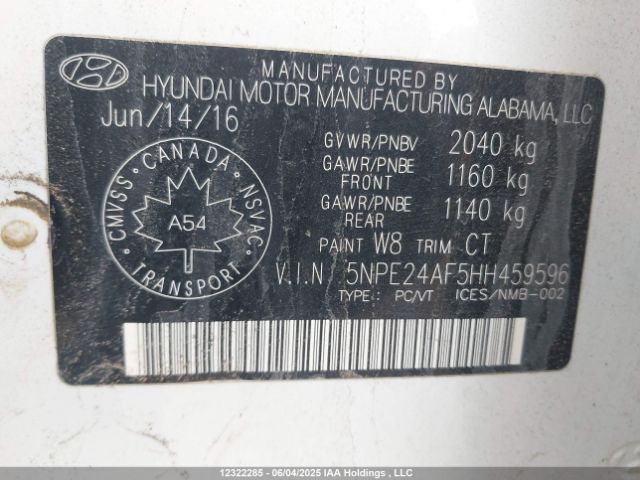 MANUFACTURED BY
HYUNDAI MOTOR MANUFACTURING ALABAMA, LLC
Jun/14/16
GVWR/PNBV 2040 kg
GAWR/PNBE FRONT 1160 kg
GAWR/PNBE REAR 1140 kg
PAINT W8 TRIM CT
CANADA
CMVSS NSVAC
A54
TRANSPORT
V.I.N 5NPE24AF5HH459596
TYPE: PC/VT ICES/NMB-002
12322285 - 06/04/2025 IAA Holdings, LLC